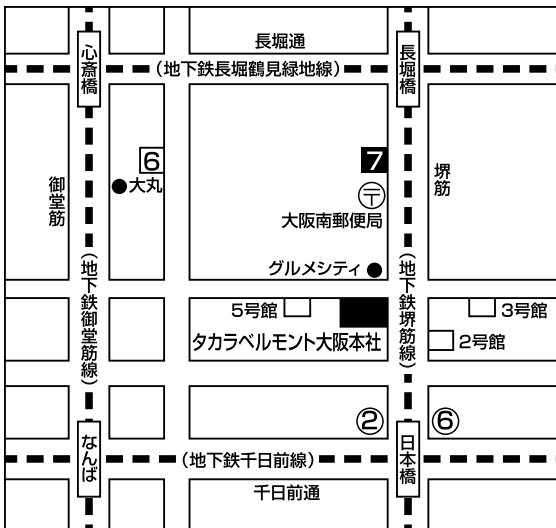 長堀通
心斎橋
(地下鉄長堀鶴見緑地線)
長堀橋
6
7
大丸
〒
御堂筋
堺筋
大阪南郵便局
グルメシティ
(地下鉄御堂筋線)
(地下鉄堺筋線)
5号館
3号館
タカラベルモント大阪本社
2号館
②
⑥
なんば
(地下鉄千日前線)
日本橋
千日前通